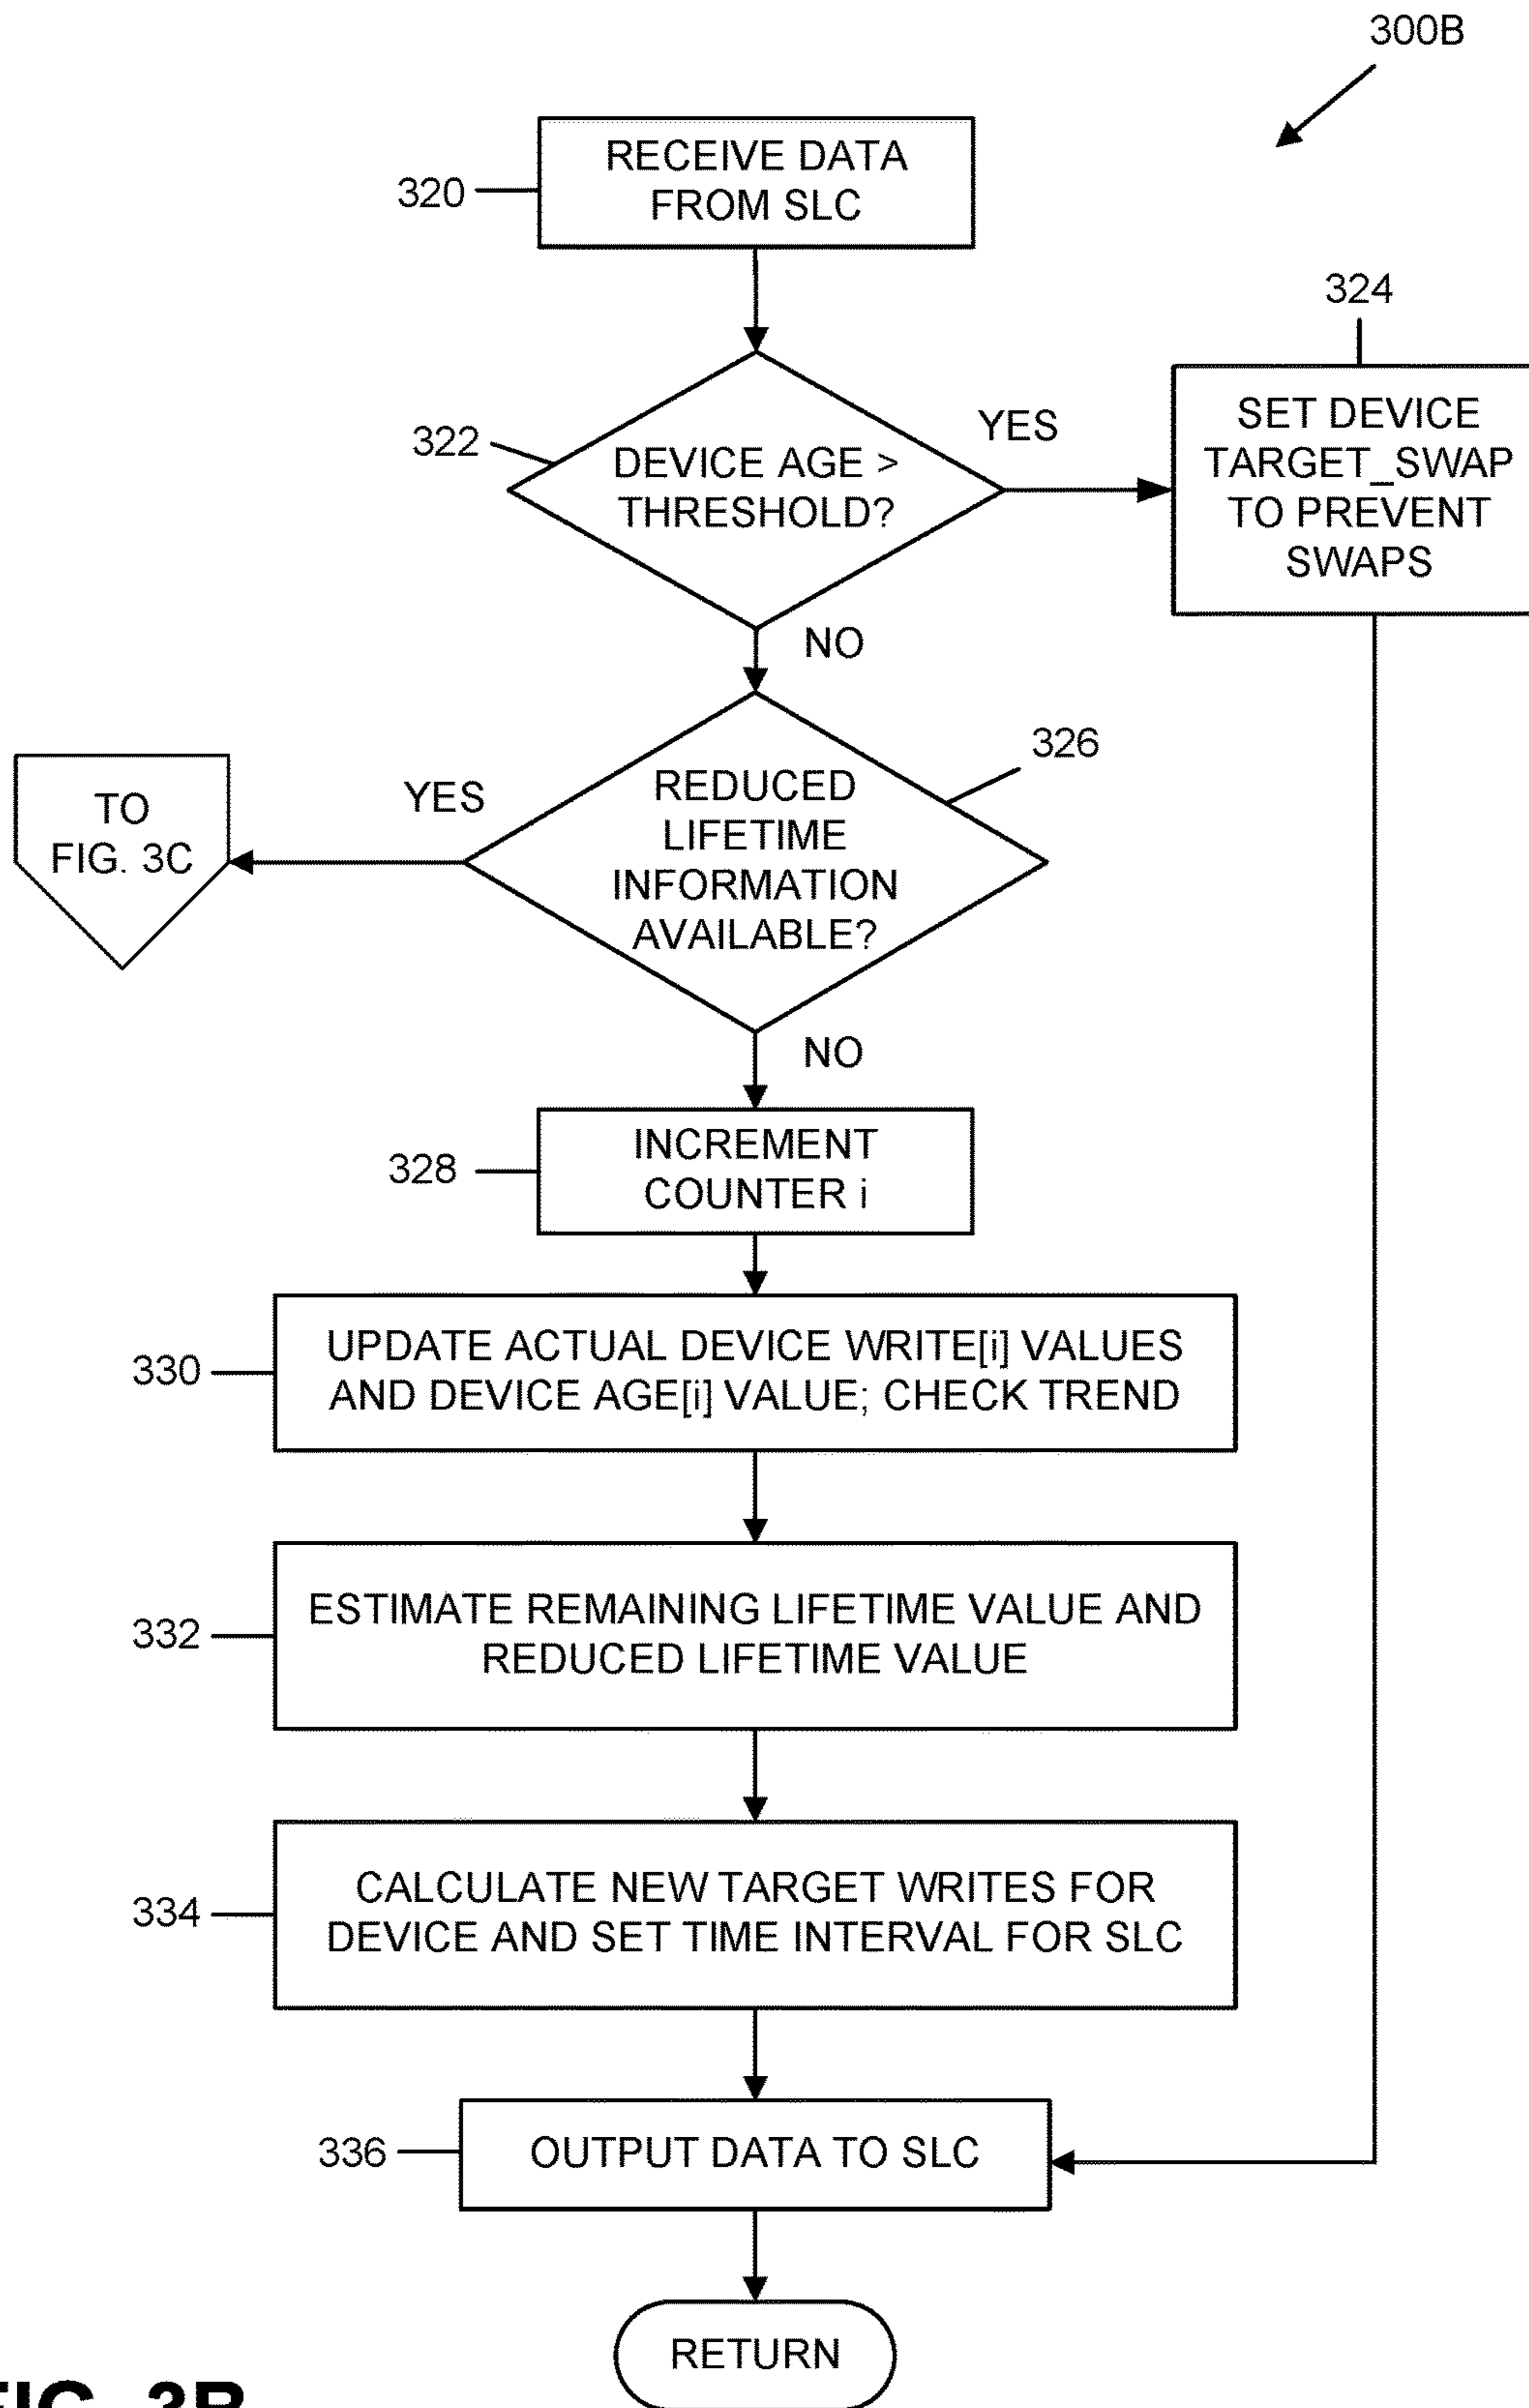 300B
RECEIVE DATA
FROM SLC
320
324
SET DEVICE
TARGET_SWAP
TO PREVENT
SWAPS
322
DEVICE AGE >
THRESHOLD?
YES
NO
326
REDUCED
LIFETIME
INFORMATION
AVAILABLE?
YES
TO
FIG. 3C
NO
328
INCREMENT
COUNTER i
330
UPDATE ACTUAL DEVICE WRITE[i] VALUES
AND DEVICE AGE[i] VALUE; CHECK TREND
332
ESTIMATE REMAINING LIFETIME VALUE AND
REDUCED LIFETIME VALUE
334
CALCULATE NEW TARGET WRITES FOR
DEVICE AND SET TIME INTERVAL FOR SLC
336
OUTPUT DATA TO SLC
RETURN
FIG. 3B